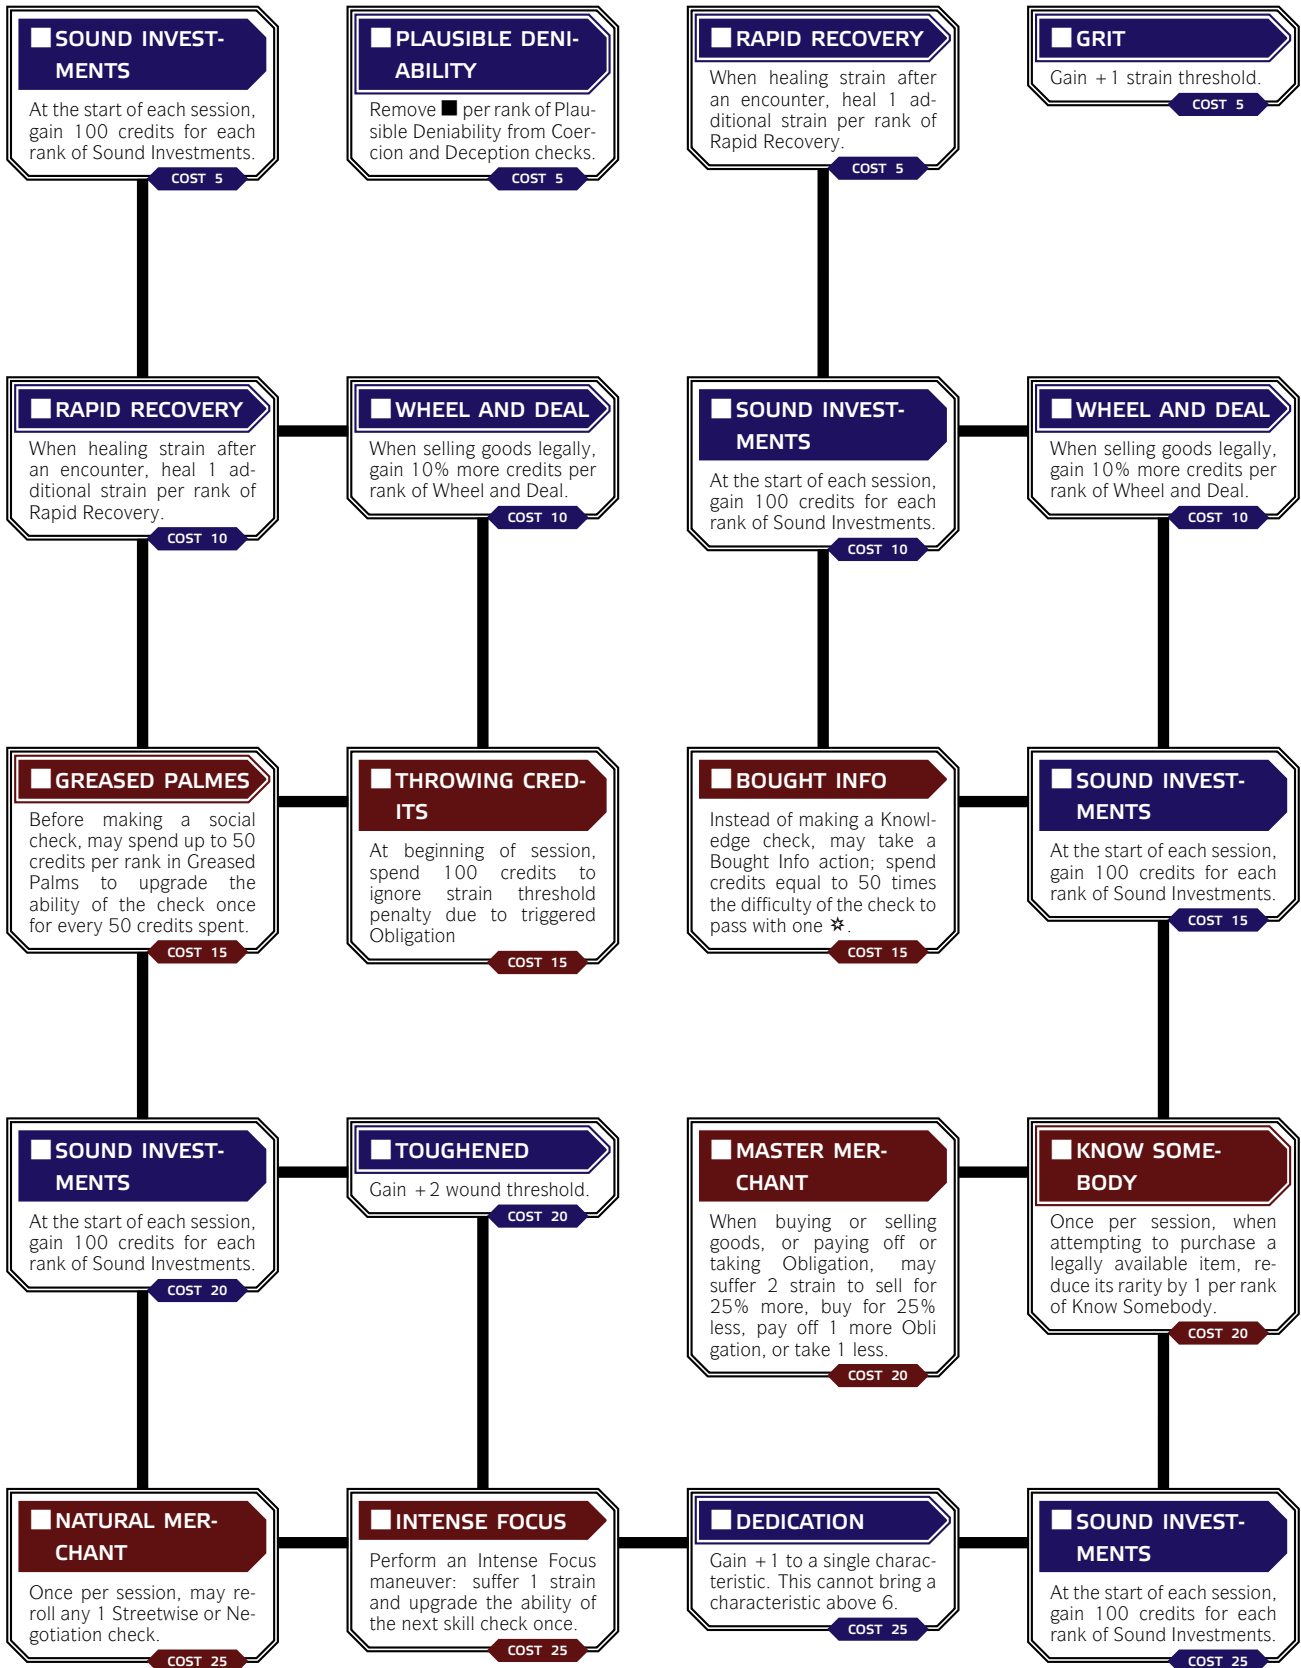 SOUND INVEST-
MENTS
At the start of each session,
gain 100 credits for each
rank of Sound Investments.
COST 5
PLAUSIBLE DENI-
ABILITY
Remove ■ per rank of Plau-
sible Deniability from Coer-
cion and Deception checks.
COST 5
RAPID RECOVERY
When healing strain after
an encounter, heal 1 ad-
ditional strain per rank of
Rapid Recovery.
COST 5
GRIT
Gain +1 strain threshold.
COST 5
RAPID RECOVERY
When healing strain after
an encounter, heal 1 ad-
ditional strain per rank of
Rapid Recovery.
COST 10
WHEEL AND DEAL
When selling goods legally,
gain 10% more credits per
rank of Wheel and Deal.
COST 10
SOUND INVEST-
MENTS
At the start of each session,
gain 100 credits for each
rank of Sound Investments.
COST 10
WHEEL AND DEAL
When selling goods legally,
gain 10% more credits per
rank of Wheel and Deal.
COST 10
GREASED PALMES
Before making a social
check, may spend up to 50
credits per rank in Greased
Palms to upgrade the
ability of the check once
for every 50 credits spent.
COST 15
THROWING CRED-
ITS
At beginning of session,
spend 100 credits to
ignore strain threshold
penalty due to triggered
Obligation
COST 15
BOUGHT INFO
Instead of making a Knowl-
edge check, may take a
Bought Info action; spend
credits equal to 50 times
the difficulty of the check to
pass with one ✲.
COST 15
SOUND INVEST-
MENTS
At the start of each session,
gain 100 credits for each
rank of Sound Investments.
COST 15
SOUND INVEST-
MENTS
At the start of each session,
gain 100 credits for each
rank of Sound Investments.
COST 20
TOUGHENED
Gain +2 wound threshold.
COST 20
MASTER MER-
CHANT
When buying or selling
goods, or paying off or
taking Obligation, may
suffer 2 strain to sell for
25% more, buy for 25%
less, pay off 1 more Obli
gation, or take 1 less.
COST 20
KNOW SOME-
BODY
Once per session, when
attempting to purchase a
legally available item, re-
duce its rarity by 1 per rank
of Know Somebody.
COST 20
NATURAL MER-
CHANT
Once per session, may re-
roll any 1 Streetwise or Ne-
gotiation check.
COST 25
INTENSE FOCUS
Perform an Intense Focus
maneuver: suffer 1 strain
and upgrade the ability of
the next skill check once.
COST 25
DEDICATION
Gain +1 to a single charac-
teristic. This cannot bring a
characteristic above 6.
COST 25
SOUND INVEST-
MENTS
At the start of each session,
gain 100 credits for each
rank of Sound Investments.
COST 25